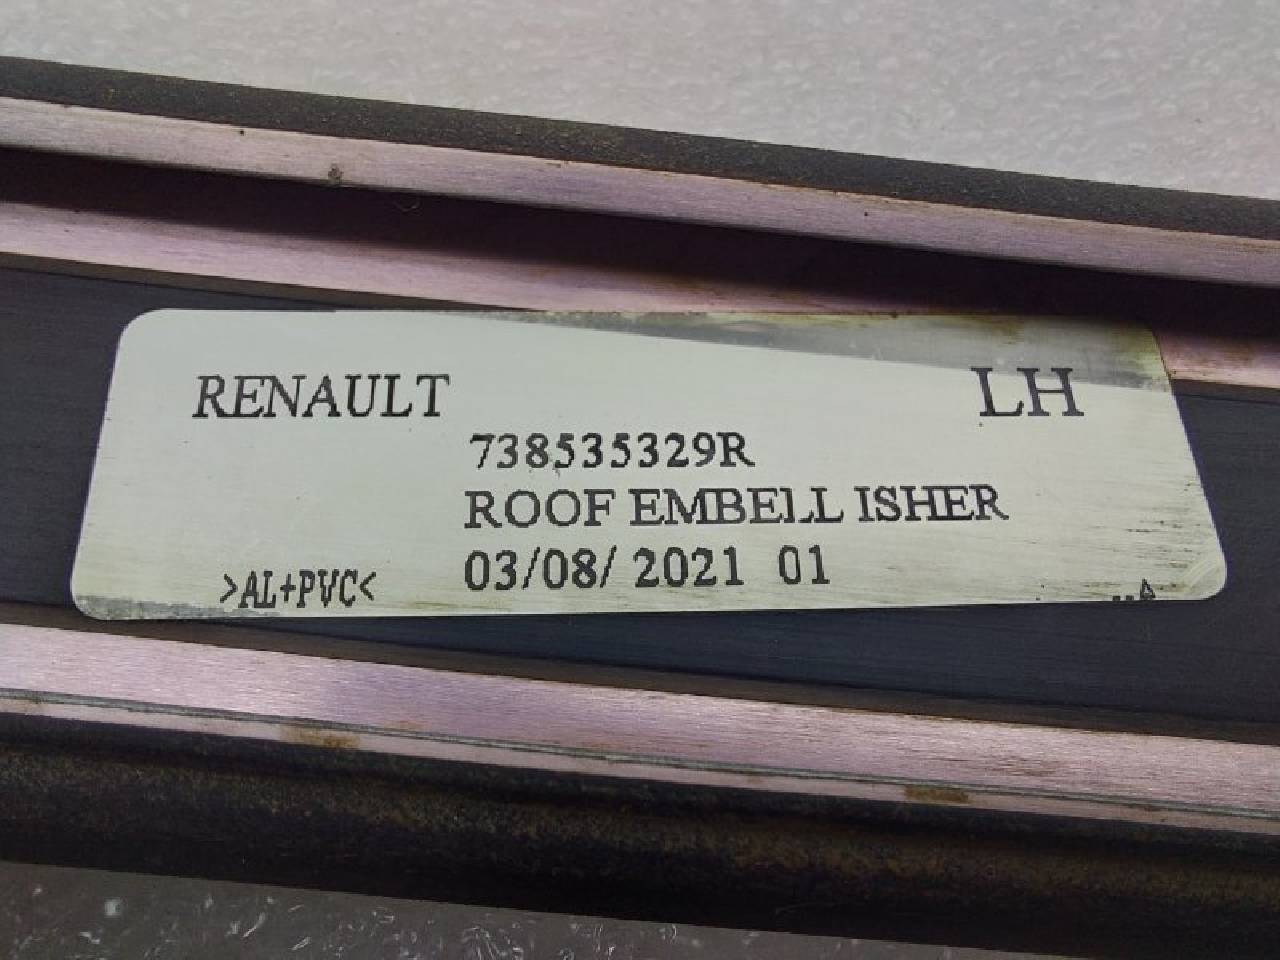 RENAULT LH
738535329R
ROOF EMBELL ISHER
03/08/ 2021 01
>AL+PVC<